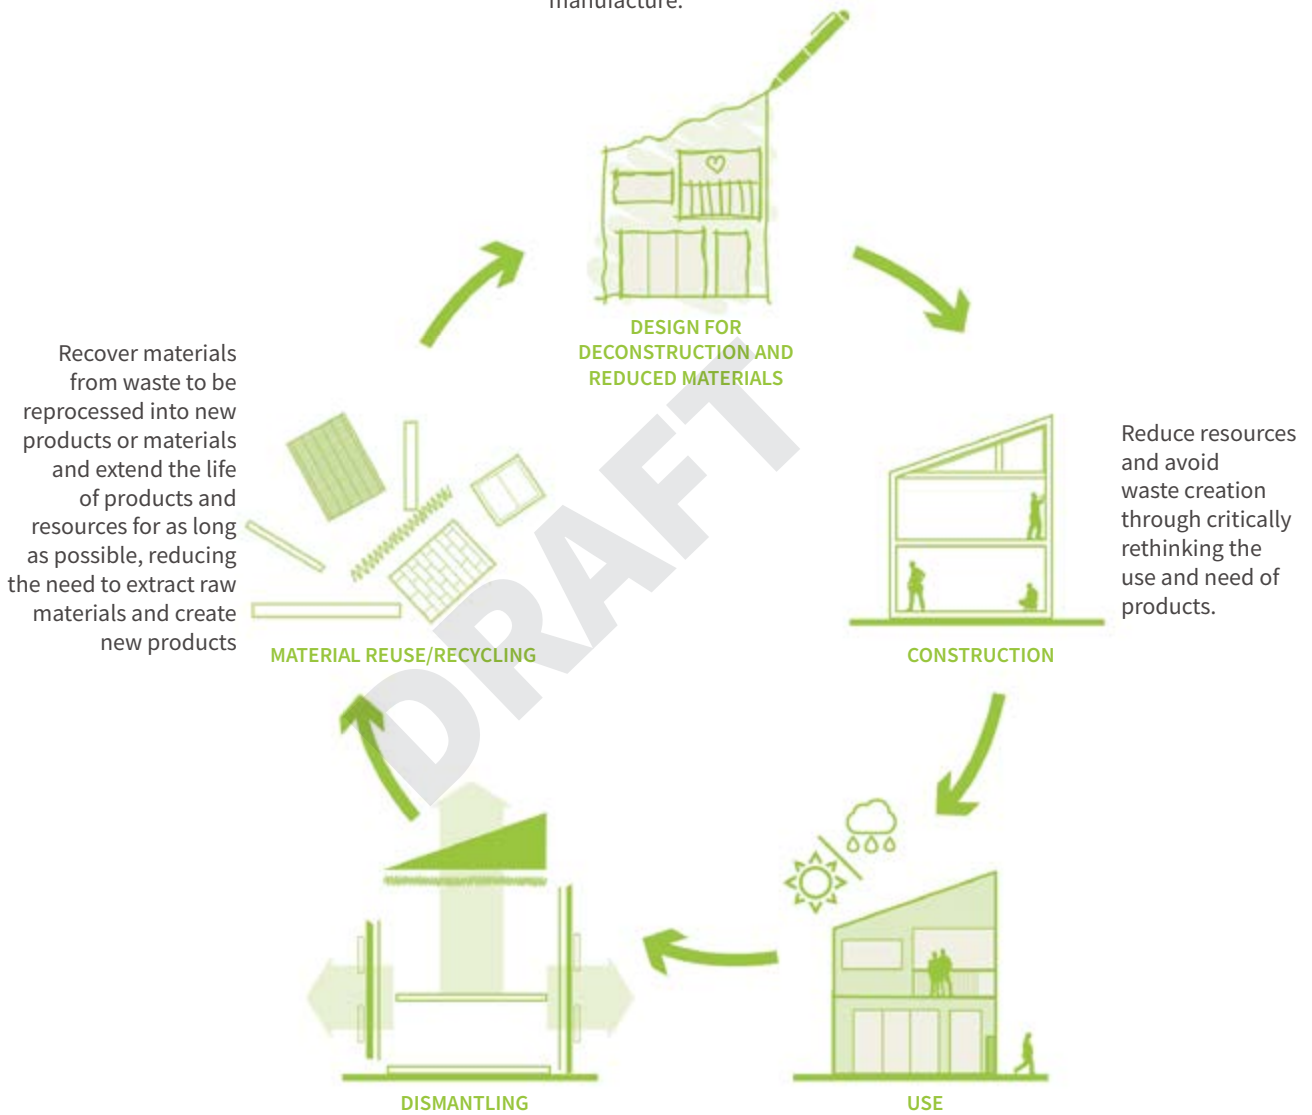 manufacture.
DESIGN FOR
DECONSTRUCTION AND
REDUCED MATERIALS
Recover materials
from waste to be
reprocessed into new
products or materials
and extend the life
of products and
resources for as long
as possible, reducing
the need to extract raw
materials and create
new products
Reduce resources
and avoid
waste creation
through critically
rethinking the
use and need of
products.
MATERIAL REUSE/RECYCLING
CONSTRUCTION
DRAFT
DISMANTLING
USE